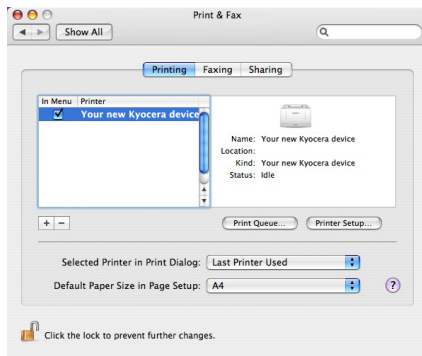 Print & Fax
Show All
Printing Faxing Sharing
In Menu Printer
Your new Kyocera device
Name: Your new Kyocera device
Location:
Kind: Your new Kyocera device
Status: Idle
+ −
Print Queue... Printer Setup...
Selected Printer in Print Dialog: Last Printer Used
Default Paper Size in Page Setup: A4
?
Click the lock to prevent further changes.